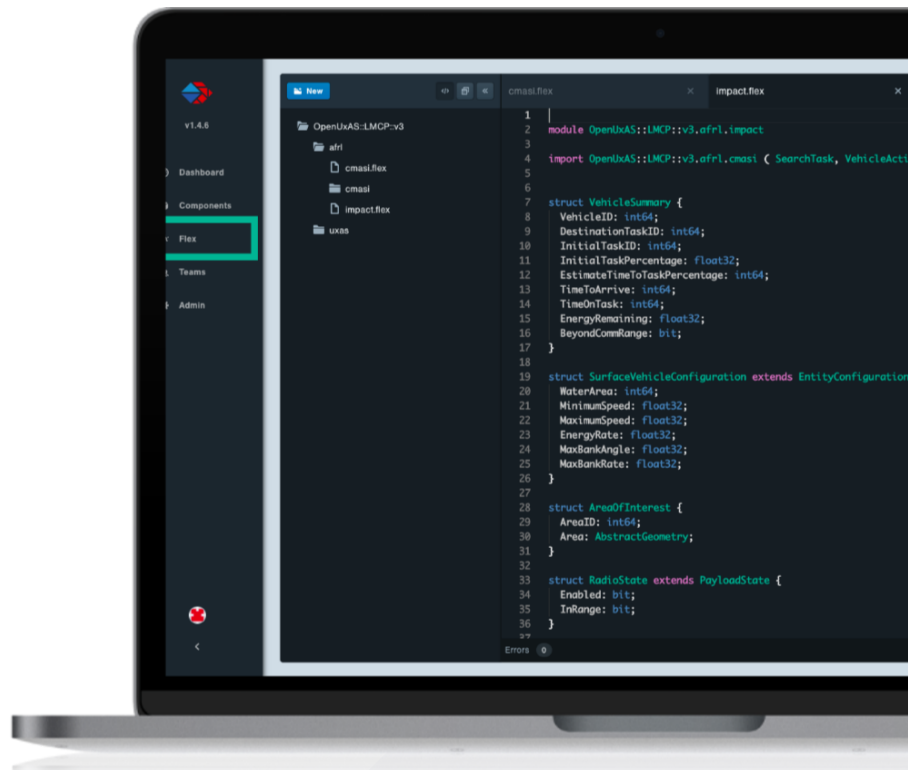 v1.4.6
Dashboard
Components
Flex
Teams
Admin
New
</>
«
OpenUxAS::LMCP::v3
afrl
cmasi.flex
cmasi
impact.flex
uxas
cmasi.flex ×
impact.flex ×
1
2 module OpenUxAS::LMCP::v3.afrl.impact
3
4 import OpenUxAS::LMCP::v3.afrl.cmasi { SearchTask, VehicleActi
5
6
7 struct VehicleSummary {
8 VehicleID: int64;
9 DestinationTaskID: int64;
10 InitialTaskID: int64;
11 InitialTaskPercentage: float32;
12 EstimateTimeToTaskPercentage: int64;
13 TimeToArrive: int64;
14 TimeOnTask: int64;
15 EnergyRemaining: float32;
16 BeyondCommRange: bit;
17 }
18
19 struct SurfaceVehicleConfiguration extends EntityConfiguration
20 WaterArea: int64;
21 MinimumSpeed: float32;
22 MaximumSpeed: float32;
23 EnergyRate: float32;
24 MaxBankAngle: float32;
25 MaxBankRate: float32;
26 }
27
28 struct AreaOfInterest {
29 AreaID: int64;
30 Area: AbstractGeometry;
31 }
32
33 struct RadioState extends PayloadState {
34 Enabled: bit;
35 InRange: bit;
36 }
37
Errors 0